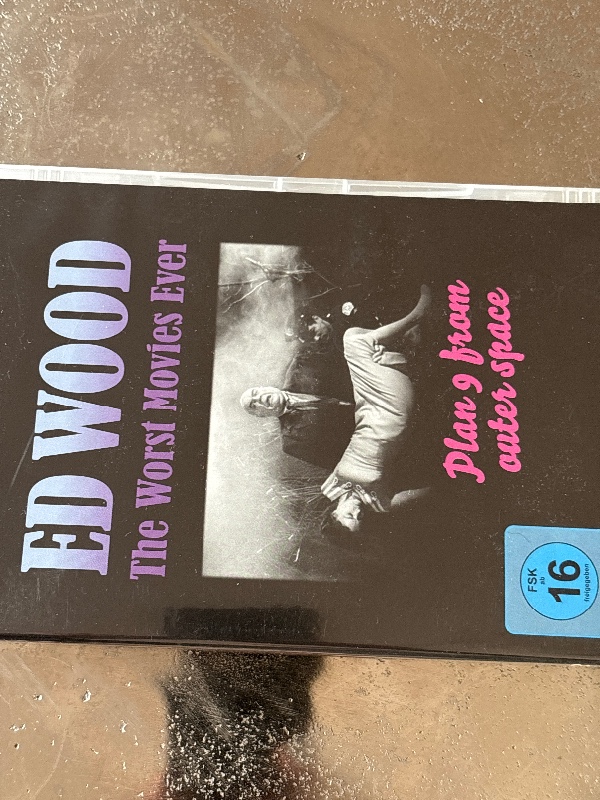 ED WOOD
The Worst Movies Ever
Plan 9 from
outer space
FSK
ab
16
freigegeben